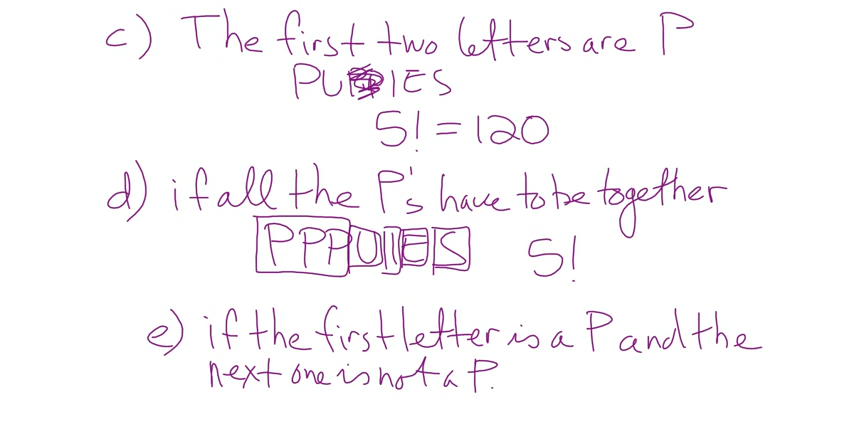 c) The first two letters are P
PUIES
5! = 120
d) if all the P's have to be together
PPPUIES 5!
e) if the first letter is a P and the
next one is not a P.